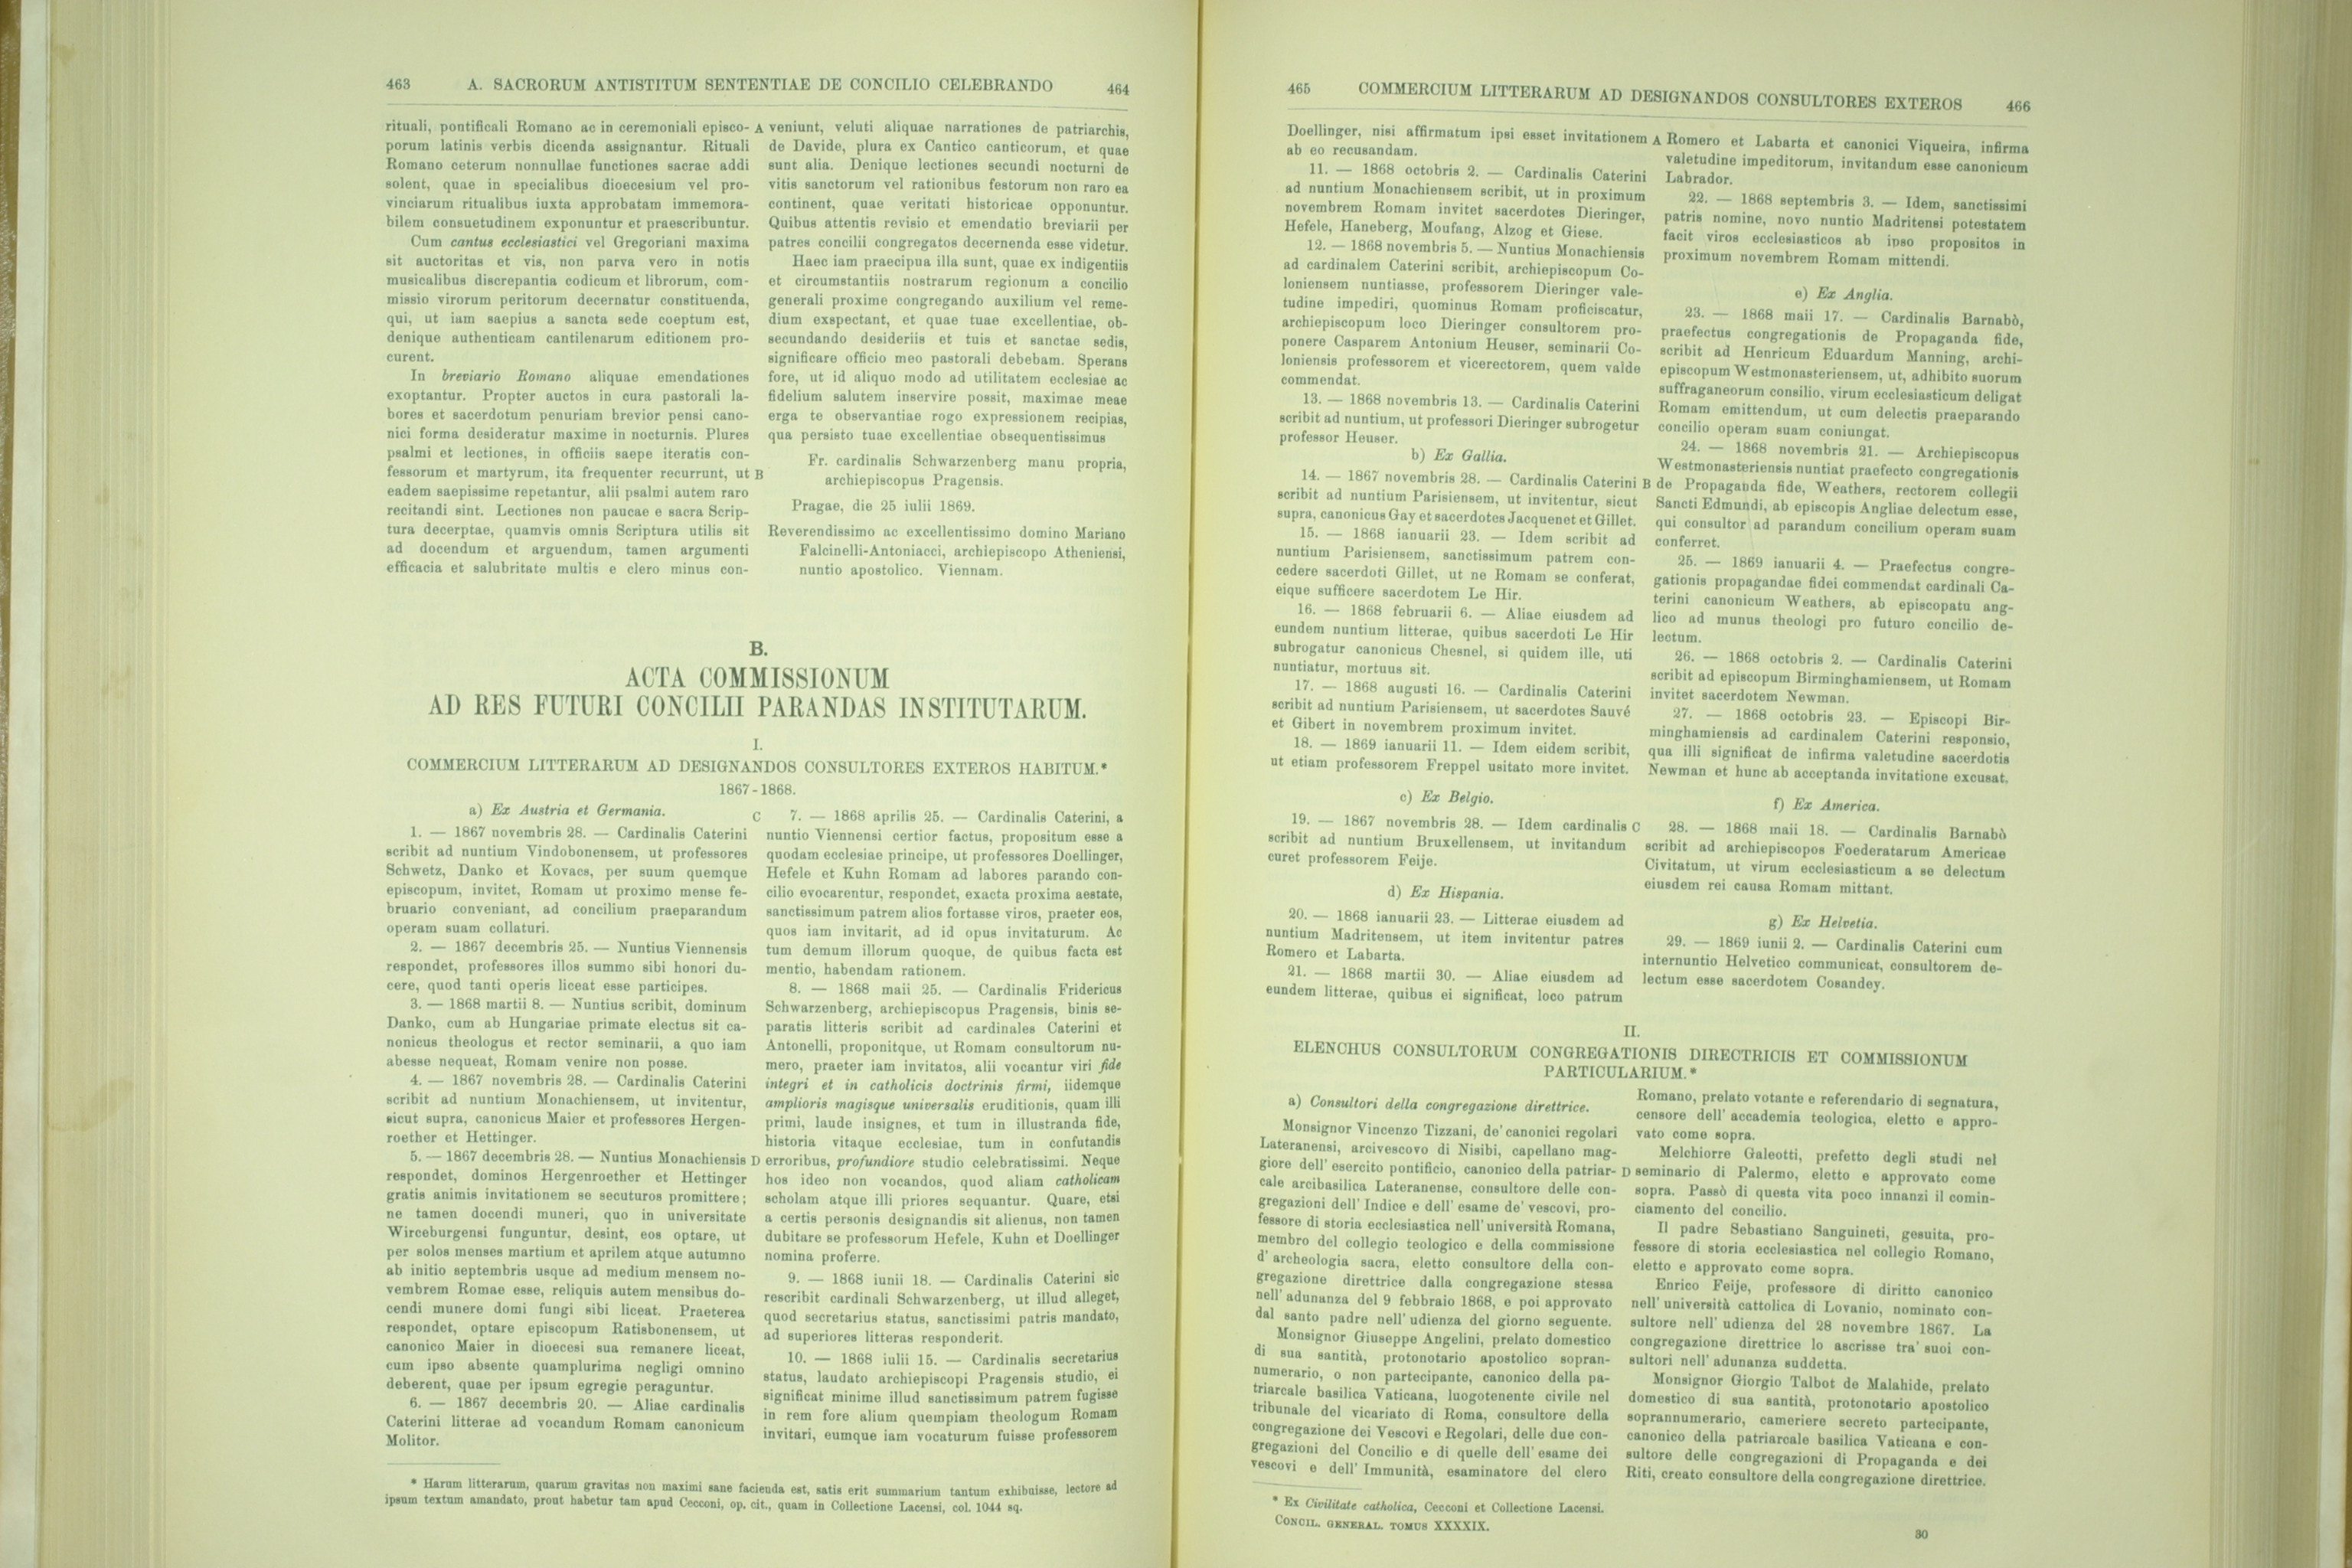 463 A. SACRORUM ANTISTITUM SENTENTIAE DE CONCILIO CELEBRANDO 464
rituali, pontificali Romano ac in ceremoniali episco-
porum latinis verbis dicenda assignantur. Rituali
Romano ceterum nonnullae functiones sacrae addi
solent, quae in specialibus dioecesium vel pro-
vinciarum ritualibus iuxta approbatam immemora-
bilem consuetudinem exponuntur et praescribuntur.
Cum cantus ecclesiastici vel Gregoriani maxima
sit auctoritas et vis, non parva vero in notis
musicalibus discrepantia codicum et librorum, com-
missio virorum peritorum decernatur constituenda,
qui, ut iam saepius a sancta sede coeptum est,
denique authenticam cantilenarum editionem pro-
curent.
In breviario Romano aliquae emendationes
exoptantur. Propter auctos in cura pastorali la-
bores et sacerdotum penuriam brevior pensi cano-
nici forma desideratur maxime in nocturnis. Plures
psalmi et lectiones, in officiis saepe iteratis con-
fessorum et martyrum, ita frequenter recurrunt, ut
eadem saepissime repetantur, alii psalmi autem raro
recitandi sint. Lectiones non paucae e sacra Scrip-
tura decerptae, quamvis omnis Scriptura utilis sit
ad docendum et arguendum, tamen argumenti
efficacia et salubritate multis e clero minus con-
A veniunt, veluti aliquae narrationes de patriarchis,
de Davide, plura ex Cantico canticorum, et quae
sunt alia. Denique lectiones secundi nocturni de
vitis sanctorum vel rationibus festorum non raro ea
continent, quae veritati historicae opponuntur.
Quibus attentis revisio et emendatio breviarii per
patres concilii congregatos decernenda esse videtur.
Haec iam praecipua illa sunt, quae ex indigentiis
et circumstantiis nostrarum regionum a concilio
generali proxime congregando auxilium vel reme-
dium exspectant, et quae tuae excellentiae, ob-
secundando desideriis et tuis et sanctae sedis,
significare officio meo pastorali debebam. Sperans
fore, ut id aliquo modo ad utilitatem ecclesiae ac
fidelium salutem inservire possit, maximae meae
erga te observantiae rogo expressionem recipias,
qua persisto tuae excellentiae obsequentissimus
Fr. cardinalis Schwarzenberg manu propria,
B archiepiscopus Pragensis.
Pragae, die 25 iulii 1869.
Reverendissimo ac excellentissimo domino Mariano
Falcinelli-Antoniacci, archiepiscopo Atheniensi,
nuntio apostolico. Viennam.
B.
ACTA COMMISSIONUM
AD RES FUTURI CONCILII PARANDAS INSTITUTARUM.
I.
COMMERCIUM LITTERARUM AD DESIGNANDOS CONSULTORES EXTEROS HABITUM.*
1867-1868.
a) Ex Austria et Germania.
1. — 1867 novembris 28. — Cardinalis Caterini
scribit ad nuntium Vindobonensem, ut professores
Schwetz, Danko et Kovacs, per suum quemque
episcopum, invitet, Romam ut proximo mense fe-
bruario conveniant, ad concilium praeparandum
operam suam collaturi.
2. — 1867 decembris 25. — Nuntius Viennensis
respondet, professores illos summo sibi honori du-
cere, quod tanti operis liceat esse participes.
3. — 1868 martii 8. — Nuntius scribit, dominum
Danko, cum ab Hungariae primate electus sit ca-
nonicus theologus et rector seminarii, a quo iam
abesse nequeat, Romam venire non posse.
4. — 1867 novembris 28. — Cardinalis Caterini
scribit ad nuntium Monachiensem, ut invitentur,
sicut supra, canonicus Maier et professores Hergen-
roether et Hettinger.
5. — 1867 decembris 28. — Nuntius Monachiensis
respondet, dominos Hergenroether et Hettinger
gratis animis invitationem se secuturos promittere;
ne tamen docendi muneri, quo in universitate
Wirceburgensi funguntur, desint, eos optare, ut
per solos menses martium et aprilem atque autumno
ab initio septembris usque ad medium mensem no-
vembrem Romae esse, reliquis autem mensibus do-
cendi munere domi fungi sibi liceat. Praeterea
respondet, optare episcopum Ratisbonensem, ut
canonico Maier in dioecesi sua remanere liceat,
cum ipso absente quamplurima negligi omnino
deberent, quae per ipsum egregie peraguntur.
6. — 1867 decembris 20. — Aliae cardinalis
Caterini litterae ad vocandum Romam canonicum
Molitor.
C 7. — 1868 aprilis 25. — Cardinalis Caterini, a
nuntio Viennensi certior factus, propositum esse a
quodam ecclesiae principe, ut professores Doellinger,
Hefele et Kuhn Romam ad labores parando con-
cilio evocarentur, respondet, exacta proxima aestate,
sanctissimum patrem alios fortasse viros, praeter eos,
quos iam invitarit, ad id opus invitaturum. Ac
tum demum illorum quoque, de quibus facta est
mentio, habendam rationem.
8. — 1868 maii 25. — Cardinalis Fridericus
Schwarzenberg, archiepiscopus Pragensis, binis se-
paratis litteris scribit ad cardinales Caterini et
Antonelli, proponitque, ut Romam consultorum nu-
mero, praeter iam invitatos, alii vocantur viri fide
integri et in catholicis doctrinis firmi, iidemque
amplioris magisque universalis eruditionis, quam illi
primi, laude insignes, et tum in illustranda fide,
historia vitaque ecclesiae, tum in confutandis
D erroribus, profundiore studio celebratissimi. Neque
hos ideo non vocandos, quod aliam catholicam
scholam atque illi priores sequantur. Quare, etsi
a certis personis designandis sit alienus, non tamen
dubitare se professorum Hefele, Kuhn et Doellinger
nomina proferre.
9. — 1868 iunii 18. — Cardinalis Caterini sic
rescribit cardinali Schwarzenberg, ut illud alleget,
quod secretarius status, sanctissimi patris mandato,
ad superiores litteras responderit.
10. — 1868 iulii 15. — Cardinalis secretarius
status, laudato archiepiscopi Pragensis studio, ei
significat minime illud sanctissimum patrem fugisse
in rem fore alium quempiam theologum Romam
invitari, eumque iam vocaturum fuisse professorem
* Harum litterarum, quarum gravitas non maximi sane facienda est, satis erit summarium tantum exhibuisse, lectore ad
ipsum textum amandato, prout habetur tam apud Cecconi, op. cit., quam in Collectione Lacensi, col. 1044 sq.
465 COMMERCIUM LITTERARUM AD DESIGNANDOS CONSULTORES EXTEROS 466
Doellinger, nisi affirmatum ipsi esset invitationem
ab eo recusandam.
11. — 1868 octobris 2. — Cardinalis Caterini
ad nuntium Monachiensem scribit, ut in proximum
novembrem Romam invitet sacerdotes Dieringer,
Hefele, Haneberg, Moufang, Alzog et Giese.
12. — 1868 novembris 5. — Nuntius Monachiensis
ad cardinalem Caterini scribit, archiepiscopum Co-
loniensem nuntiasse, professorem Dieringer vale-
tudine impediri, quominus Romam proficiscatur,
archiepiscopum loco Dieringer consultorem pro-
ponere Casparem Antonium Heuser, seminarii Co-
loniensis professorem et vicerectorem, quem valde
commendat.
13. — 1868 novembris 13. — Cardinalis Caterini
scribit ad nuntium, ut professori Dieringer subrogetur
professor Heuser.
b) Ex Gallia.
14. — 1867 novembris 28. — Cardinalis Caterini
scribit ad nuntium Parisiensem, ut invitentur, sicut
supra, canonicus Gay et sacerdotes Jacquenet et Gillet.
15. — 1868 ianuarii 23. — Idem scribit ad
nuntium Parisiensem, sanctissimum patrem con-
cedere sacerdoti Gillet, ut ne Romam se conferat,
eique sufficere sacerdotem Le Hir.
16. — 1868 februarii 6. — Aliae eiusdem ad
eundem nuntium litterae, quibus sacerdoti Le Hir
subrogatur canonicus Chesnel, si quidem ille, uti
nuntiatur, mortuus sit.
17. — 1868 augusti 16. — Cardinalis Caterini
scribit ad nuntium Parisiensem, ut sacerdotes Sauvé
et Gibert in novembrem proximum invitet.
18. — 1869 ianuarii 11. — Idem eidem scribit,
ut etiam professorem Freppel usitato more invitet.
c) Ex Belgio.
19. — 1867 novembris 28. — Idem cardinalis
scribit ad nuntium Bruxellensem, ut invitandum
curet professorem Feije.
d) Ex Hispania.
20. — 1868 ianuarii 23. — Litterae eiusdem ad
nuntium Madritensem, ut item invitentur patres
Romero et Labarta.
21. — 1868 martii 30. — Aliae eiusdem ad
eundem litterae, quibus ei significat, loco patrum
A Romero et Labarta et canonici Viqueira, infirma
valetudine impeditorum, invitandum esse canonicum
Labrador.
22. — 1868 septembris 3. — Idem, sanctissimi
patris nomine, novo nuntio Madritensi potestatem
facit viros ecclesiasticos ab ipso propositos in
proximum novembrem Romam mittendi.
e) Ex Anglia.
23. — 1868 maii 17. — Cardinalis Barnabò,
praefectus congregationis de Propaganda fide,
scribit ad Henricum Eduardum Manning, archi-
episcopum Westmonasteriensem, ut, adhibito suorum
suffraganeorum consilio, virum ecclesiasticum deligat
Romam emittendum, ut cum delectis praeparando
concilio operam suam coniungat.
24. — 1868 novembris 21. — Archiepiscopus
Westmonasteriensis nuntiat praefecto congregationis
B de Propaganda fide, Weathers, rectorem collegii
Sancti Edmundi, ab episcopis Angliae delectum esse,
qui consultor ad parandum concilium operam suam
conferret.
25. — 1869 ianuarii 4. — Praefectus congre-
gationis propagandae fidei commendat cardinali Ca-
terini canonicum Weathers, ab episcopatu ang-
lico ad munus theologi pro futuro concilio de-
lectum.
26. — 1868 octobris 2. — Cardinalis Caterini
scribit ad episcopum Birminghamiensem, ut Romam
invitet sacerdotem Newman.
27. — 1868 octobris 23. — Episcopi Bir-
minghamiensis ad cardinalem Caterini responsio,
qua illi significat de infirma valetudine sacerdotis
Newman et hunc ab acceptanda invitatione excusat.
f) Ex America.
C 28. — 1868 maii 18. — Cardinalis Barnabò
scribit ad archiepiscopos Foederatarum Americae
Civitatum, ut virum ecclesiasticum a se delectum
eiusdem rei causa Romam mittant.
g) Ex Helvetia.
29. — 1869 iunii 2. — Cardinalis Caterini cum
internuntio Helvetico communicat, consultorem de-
lectum esse sacerdotem Cosandey.
II.
ELENCHUS CONSULTORUM CONGREGATIONIS DIRECTRICIS ET COMMISSIONUM
PARTICULARIUM.*
a) Consultori della congregazione direttrice.
Monsignor Vincenzo Tizzani, de' canonici regolari
Lateranensi, arcivescovo di Nisibi, capellano mag-
giore dell' esercito pontificio, canonico della patriar-
cale arcibasilica Lateranense, consultore delle con-
gregazioni dell' Indice e dell' esame de' vescovi, pro-
fessore di storia ecclesiastica nell' università Romana,
membro del collegio teologico e della commissione
d' archeologia sacra, eletto consultore della con-
gregazione direttrice dalla congregazione stessa
nell' adunanza del 9 febbraio 1868, e poi approvato
dal santo padre nell' udienza del giorno seguente.
Monsignor Giuseppe Angelini, prelato domestico
di sua santità, protonotario apostolico sopran-
numerario, o non partecipante, canonico della pa-
triarcale basilica Vaticana, luogotenente civile nel
tribunale del vicariato di Roma, consultore della
congregazione dei Vescovi e Regolari, delle due con-
gregazioni del Concilio e di quelle dell' esame dei
vescovi e dell' Immunità, esaminatore del clero
Romano, prelato votante e referendario di segnatura,
censore dell' accademia teologica, eletto e appro-
vato come sopra.
Melchiorre Galeotti, prefetto degli studi nel
D seminario di Palermo, eletto e approvato come
sopra. Passò di questa vita poco innanzi il comin-
ciamento del concilio.
Il padre Sebastiano Sanguineti, gesuita, pro-
fessore di storia ecclesiastica nel collegio Romano,
eletto e approvato come sopra.
Enrico Feije, professore di diritto canonico
nell' università cattolica di Lovanio, nominato con-
sultore nell' udienza del 28 novembre 1867. La
congregazione direttrice lo ascrisse tra' suoi con-
sultori nell' adunanza suddetta.
Monsignor Giorgio Talbot de Malahide, prelato
domestico di sua santità, protonotario apostolico
soprannumerario, cameriere secreto partecipante,
canonico della patriarcale basilica Vaticana e con-
sultore delle congregazioni di Propaganda e dei
Riti, creato consultore della congregazione direttrice.
* Ex Civilitate catholica, Cecconi et Collectione Lacensi.
CONCIL. GENERAL. TOMUS XXXXIX.
30